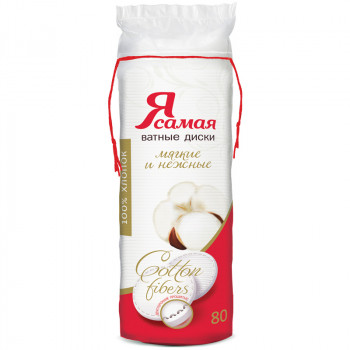 Я
самая
ватные диски
мягкие и нежные
100% хлопок
Cotton
fibers
80